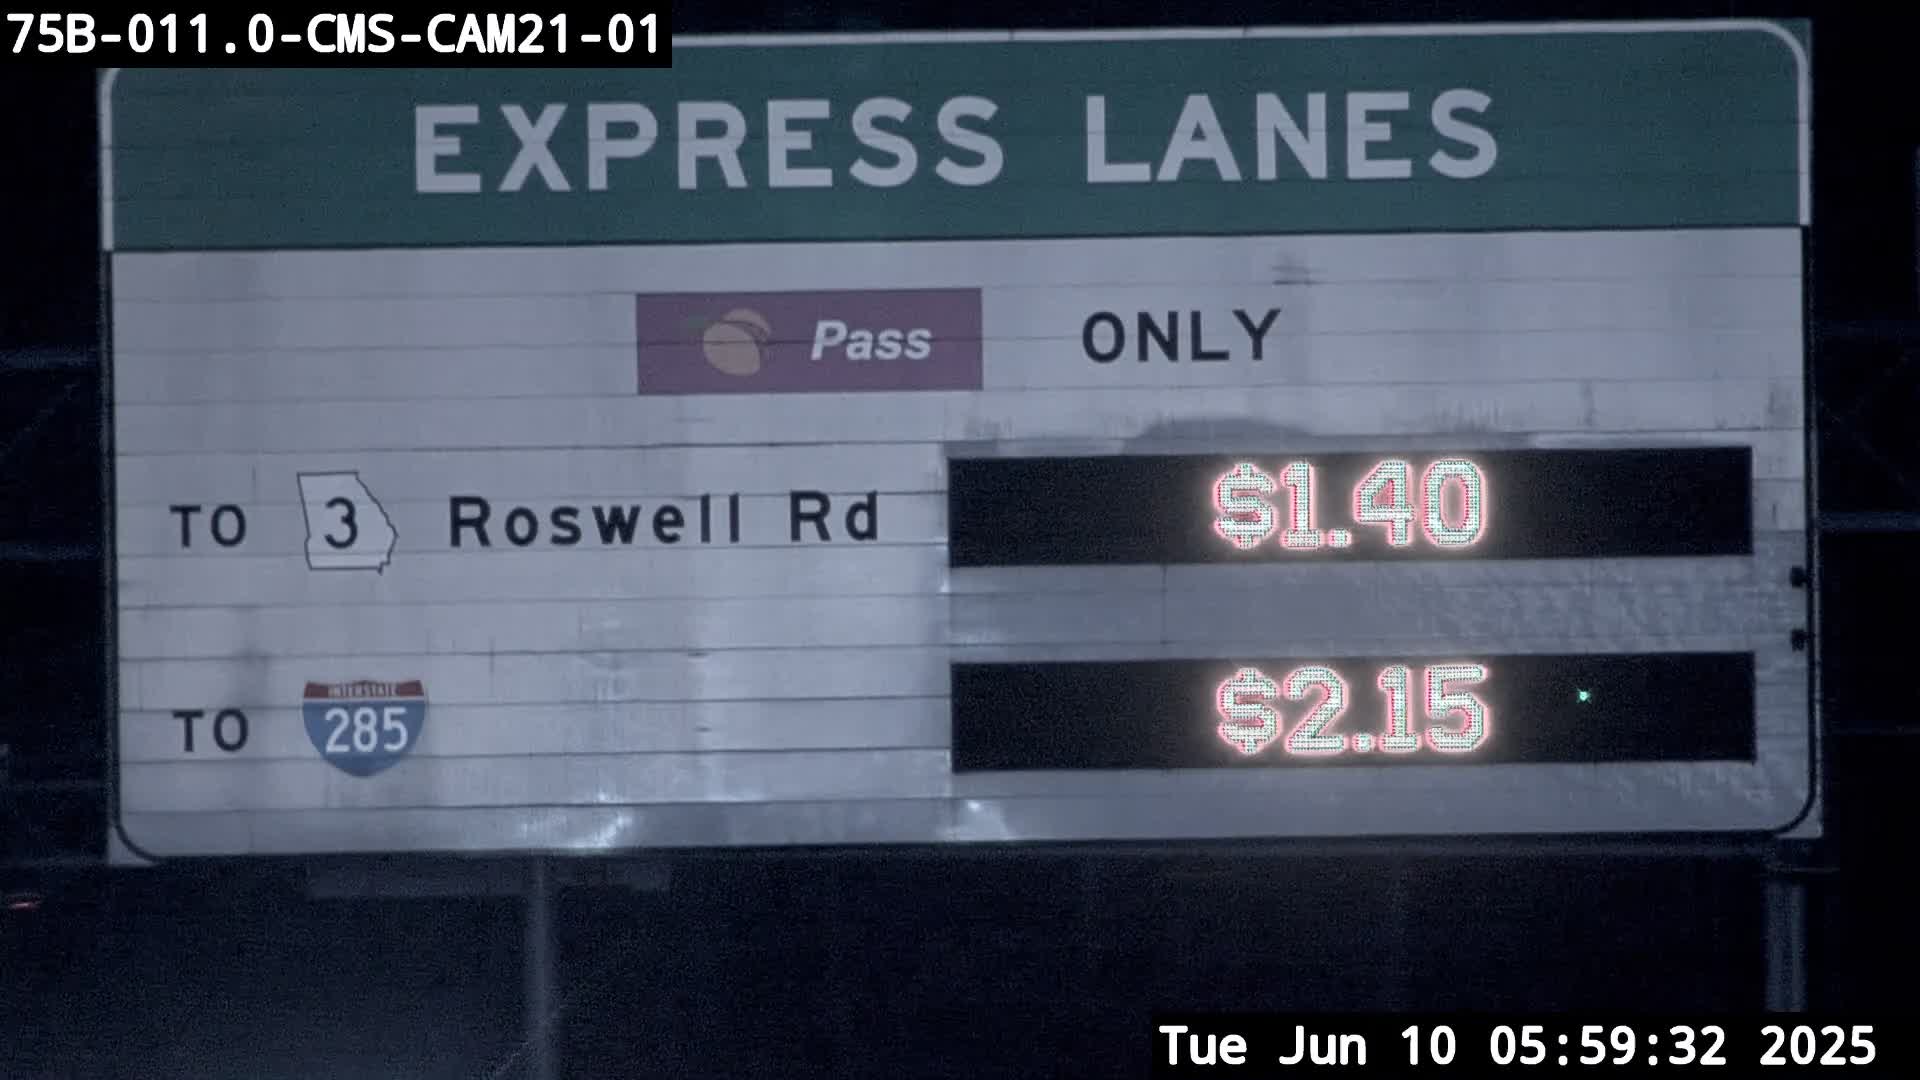 75B-011.0-CMS-CAM21-01
EXPRESS LANES
Pass ONLY
TO 3 Roswell Rd $1.40
TO INTERSTATE 285 $2.15
Tue Jun 10 05:59:32 2025